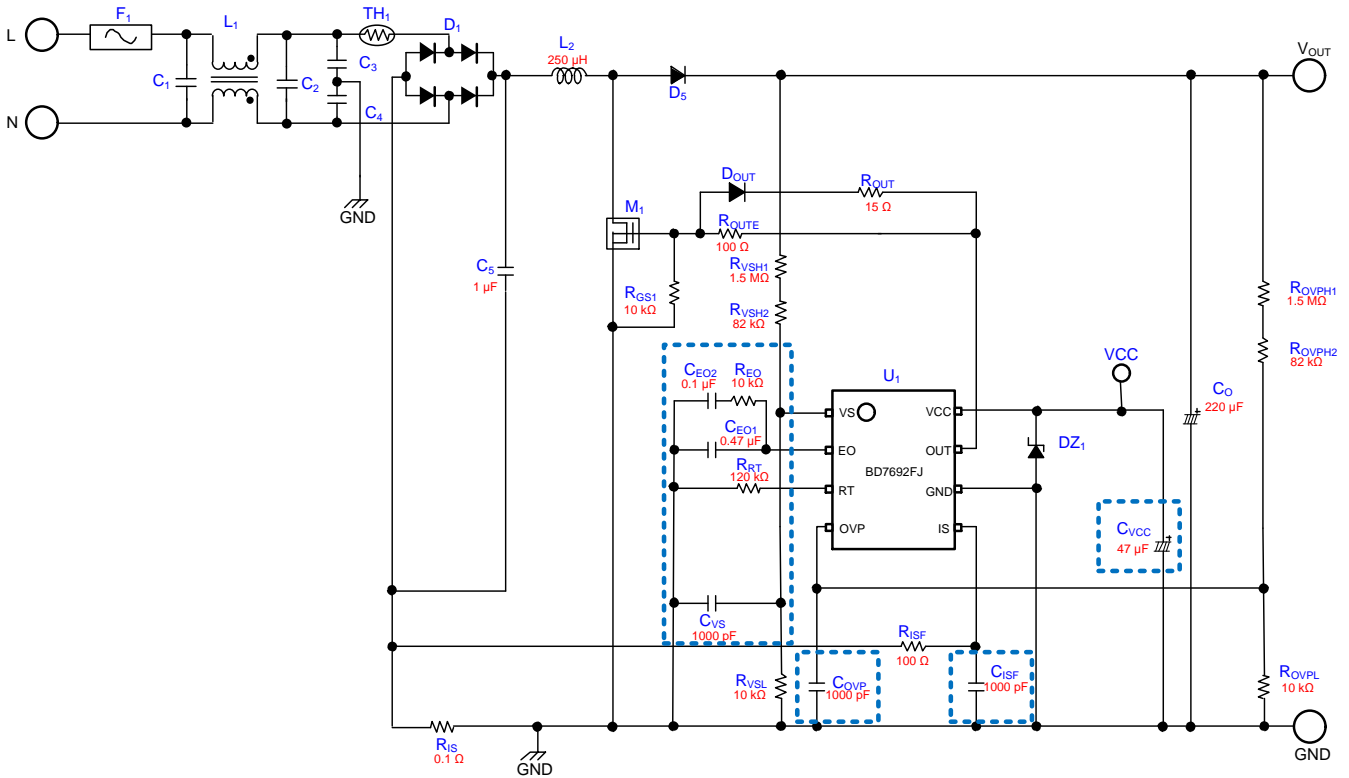 F1
L
L1
TH1
D1
L2
250 µH
VOUT
C1
C2
C3
C4
D5
N
GND
DOUT
ROUT
15 Ω
M1
ROUTE
100 Ω
C5
1 µF
RVSH1
1.5 MΩ
RGS1
10 kΩ
RVSH2
82 kΩ
ROVPH1
1.5 MΩ
ROVPH2
82 kΩ
CEO2
0.1 µF
REO
10 kΩ
U1
VCC
CO
220 µF
VS
VCC
CEO1
0.47 µF
EO
OUT
DZ1
BD7692FJ
RRT
120 kΩ
RT
GND
OVP
IS
CVCC
47 µF
CVS
1000 pF
RISF
100 Ω
RVSL
10 kΩ
COVP
1000 pF
CISF
1000 pF
ROVPL
10 kΩ
RIS
0.1 Ω
GND
GND